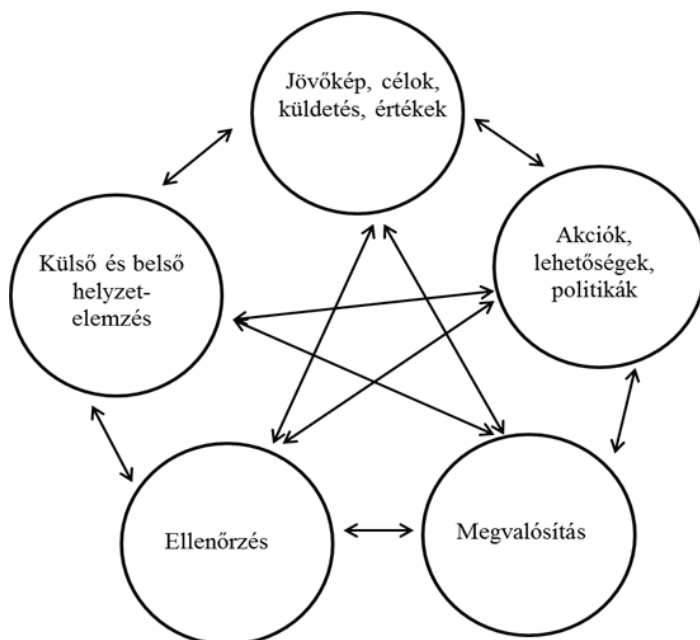 Jövőkép, célok,
küldetés, értékek
Akciók,
lehetőségek,
politikák
Külső és belső
helyzet-
elemzés
Ellenőrzés
Megvalósítás